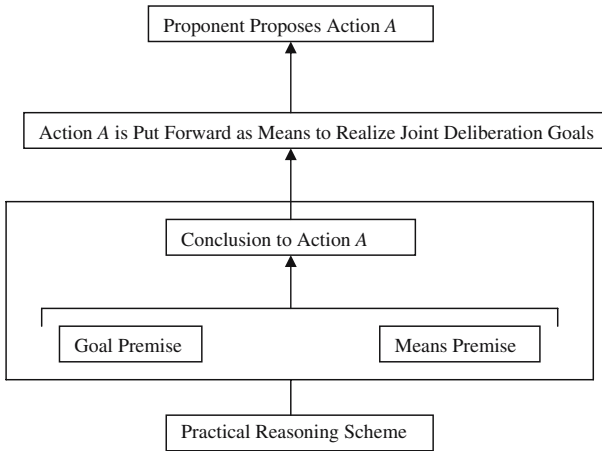 Proponent Proposes Action A
Action A is Put Forward as Means to Realize Joint Deliberation Goals
Conclusion to Action A
Goal Premise
Means Premise
Practical Reasoning Scheme